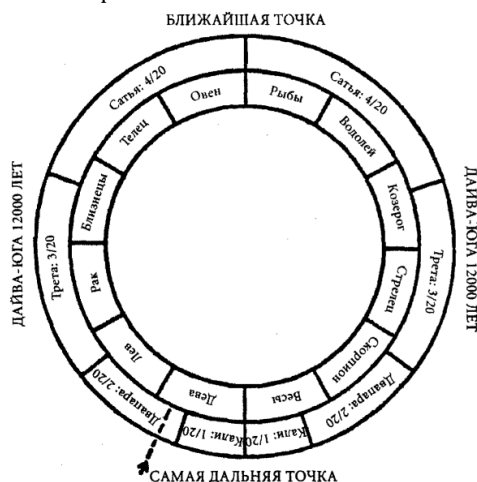 БЛИЖАЙШАЯ ТОЧКА
Сатья: 4/20
Сатья: 4/20
Овен
Рыбы
Телец
Водолей
Близнецы
Козерог
ДАЙВА-ЮГА 12000 ЛЕТ
ДАЙВА-ЮГА 12000 ЛЕТ
Трета: 3/20
Трета: 3/20
Рак
Стрелец
Лев
Скорпион
Дева
Весы
Двапара: 2/20
Двапара: 2/20
Кали: 1/20
Кали: 1/20
САМАЯ ДАЛЬНЯЯ ТОЧКА